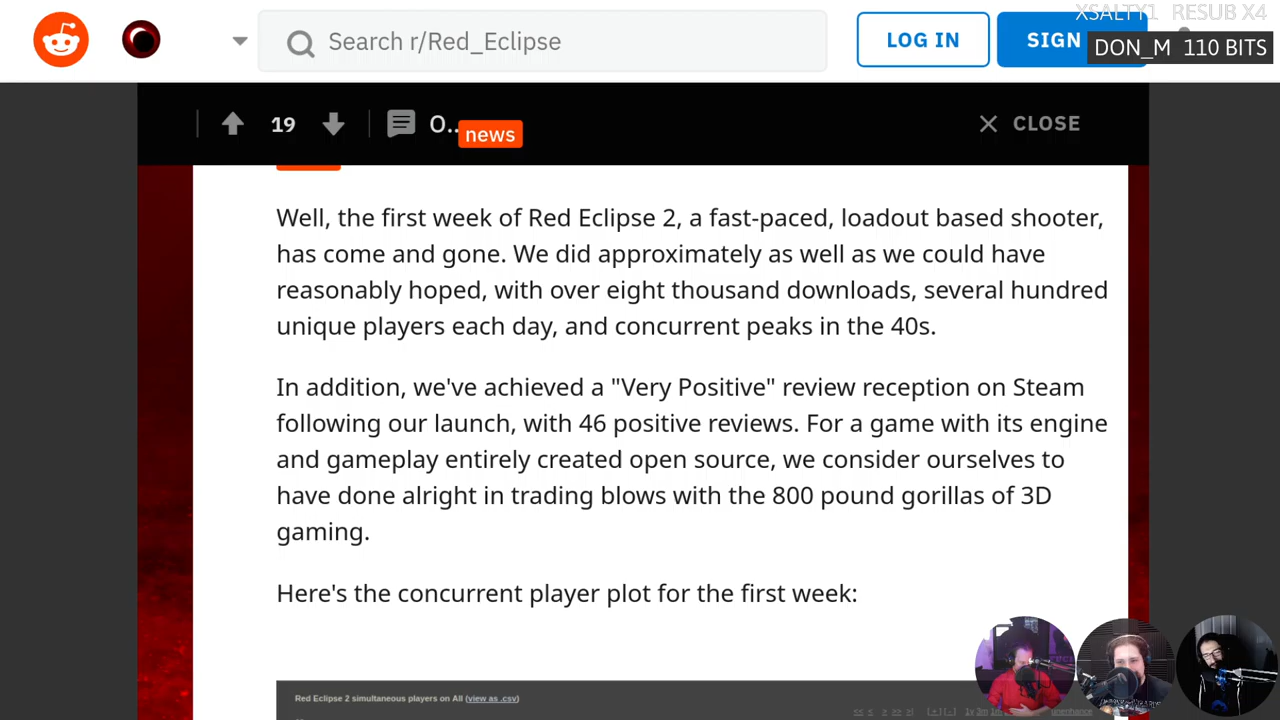 XSALTY1 RESUB X4
Search r/Red_Eclipse
LOG IN
SIGN
DON_M 110 BITS
19
O..
news
CLOSE
Well, the first week of Red Eclipse 2, a fast-paced, loadout based shooter,
has come and gone. We did approximately as well as we could have
reasonably hoped, with over eight thousand downloads, several hundred
unique players each day, and concurrent peaks in the 40s.
In addition, we've achieved a "Very Positive" review reception on Steam
following our launch, with 46 positive reviews. For a game with its engine
and gameplay entirely created open source, we consider ourselves to
have done alright in trading blows with the 800 pound gorillas of 3D
gaming.
Here's the concurrent player plot for the first week:
Red Eclipse 2 simultaneous players on All (view as .csv)